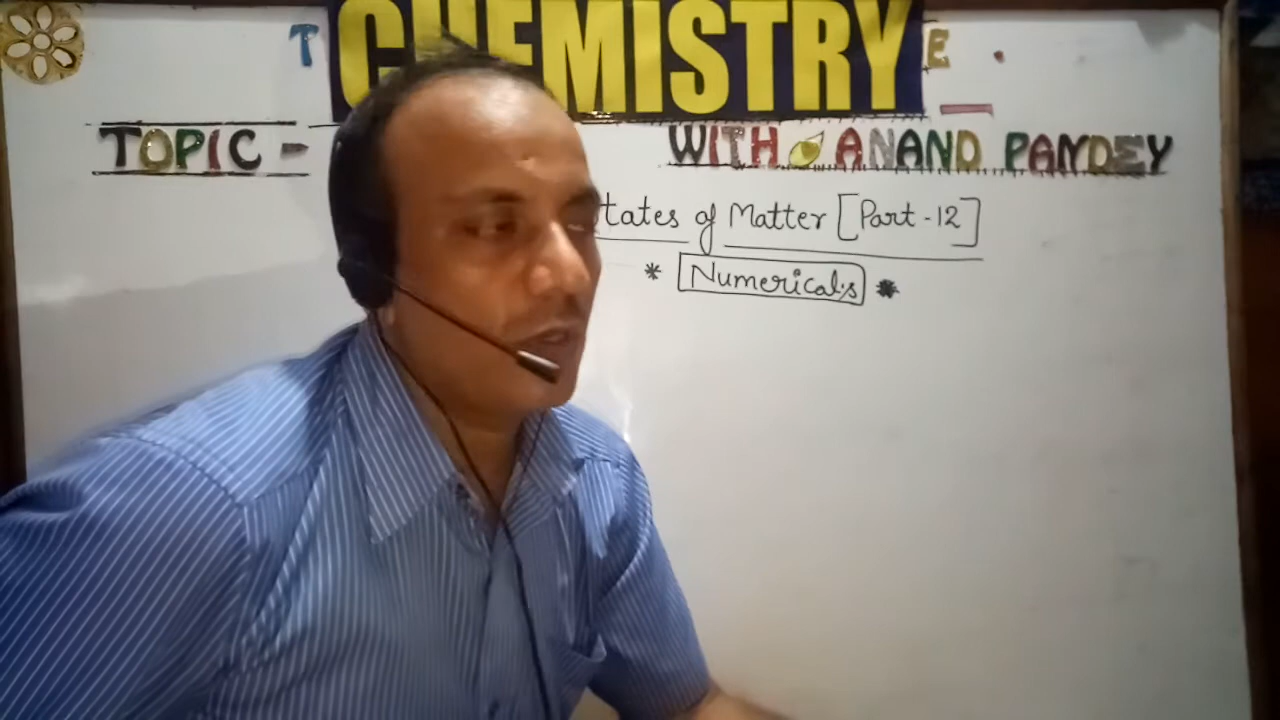 T CHEMISTRY E .
TOPIC - WITH ANAND PANDEY
tates of Matter [Part-12]
* Numericals *